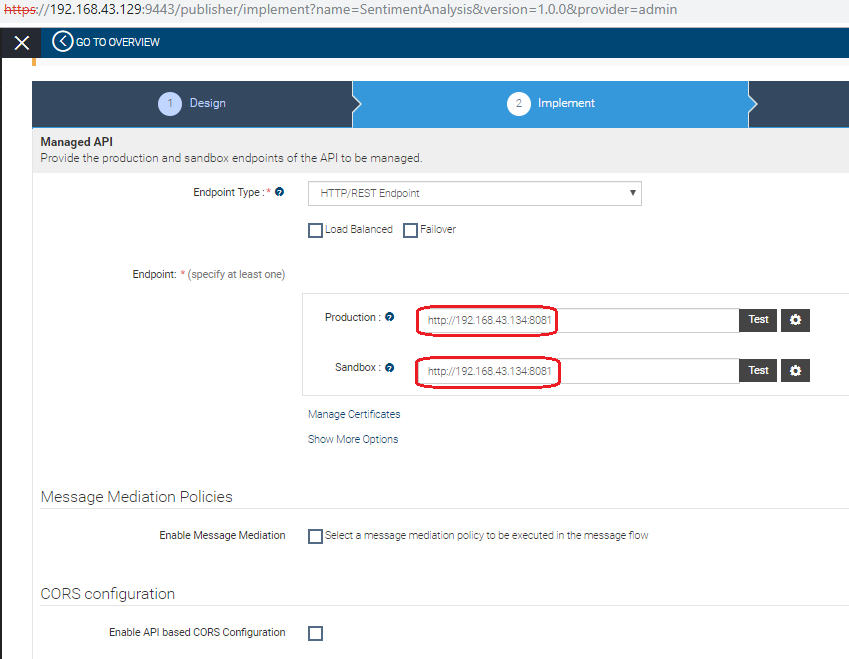 https://192.168.43.129:9443/publisher/implement?name=SentimentAnalysis&version=1.0.0&provider=admin
GO TO OVERVIEW
1 Design
2 Implement
Managed API
Provide the production and sandbox endpoints of the API to be managed.
Endpoint Type : * ? HTTP/REST Endpoint
Load Balanced Failover
Endpoint: * (specify at least one)
Production : ? http://192.168.43.134:8081 Test
Sandbox : ? http://192.168.43.134:8081 Test
Manage Certificates
Show More Options
Message Mediation Policies
Enable Message Mediation Select a message mediation policy to be executed in the message flow
CORS configuration
Enable API based CORS Configuration